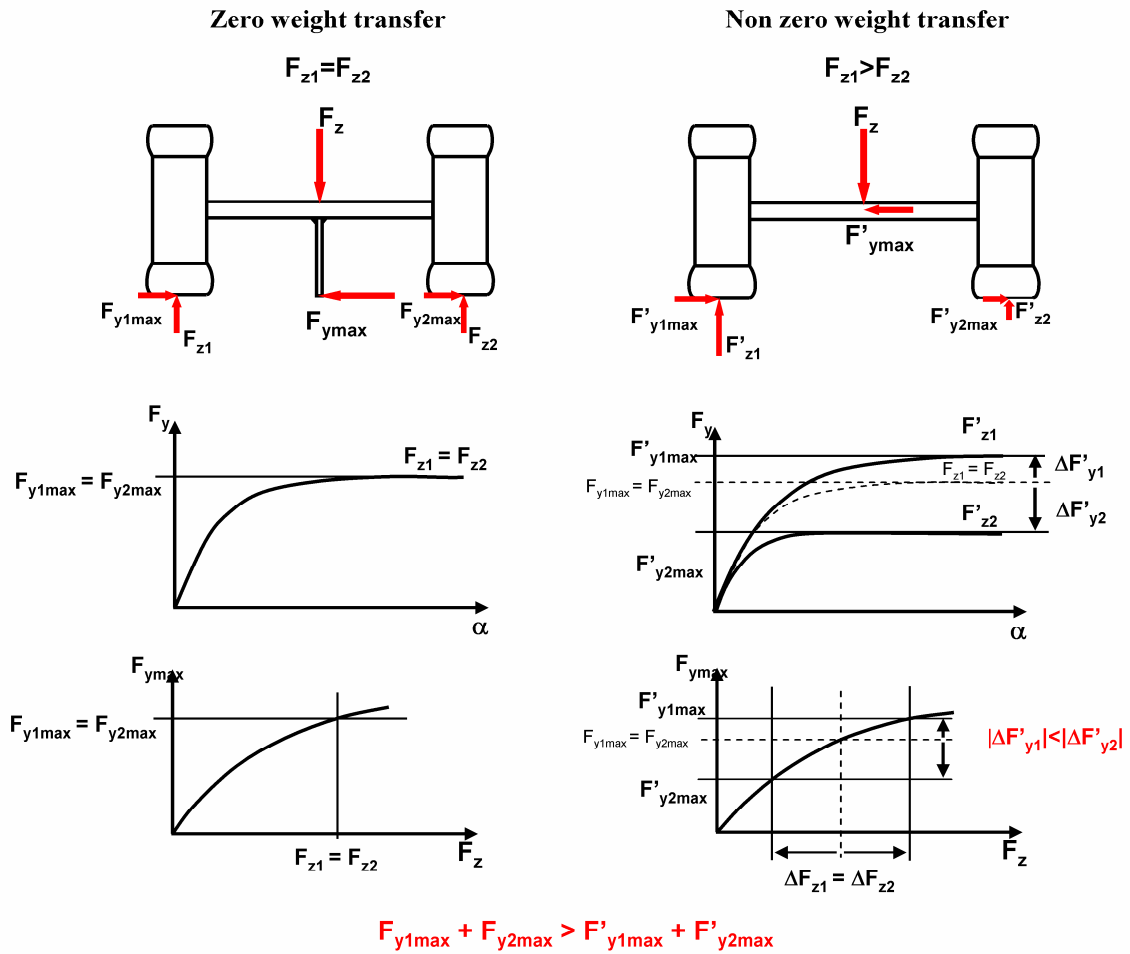 Zero weight transfer
Non zero weight transfer
Fz1=Fz2
Fz1>Fz2
Fz
Fz
F’ymax
Fy1max
Fz1
Fymax
Fy2max
Fz2
F’y1max
F’z1
F’y2max
F’z2
Fy
Fz1 = Fz2
Fy1max = Fy2max
α
Fy
F’z1
F’y1max
Fz1 = Fz2
ΔF’y1
Fy1max = Fy2max
F’z2
ΔF’y2
F’y2max
α
Fymax
Fy1max = Fy2max
Fz1 = Fz2
Fz
Fymax
F’y1max
Fy1max = Fy2max
|ΔF’y1|<|ΔF’y2|
F’y2max
Fz
ΔFz1 = ΔFz2
Fy1max + Fy2max > F’y1max + F’y2max